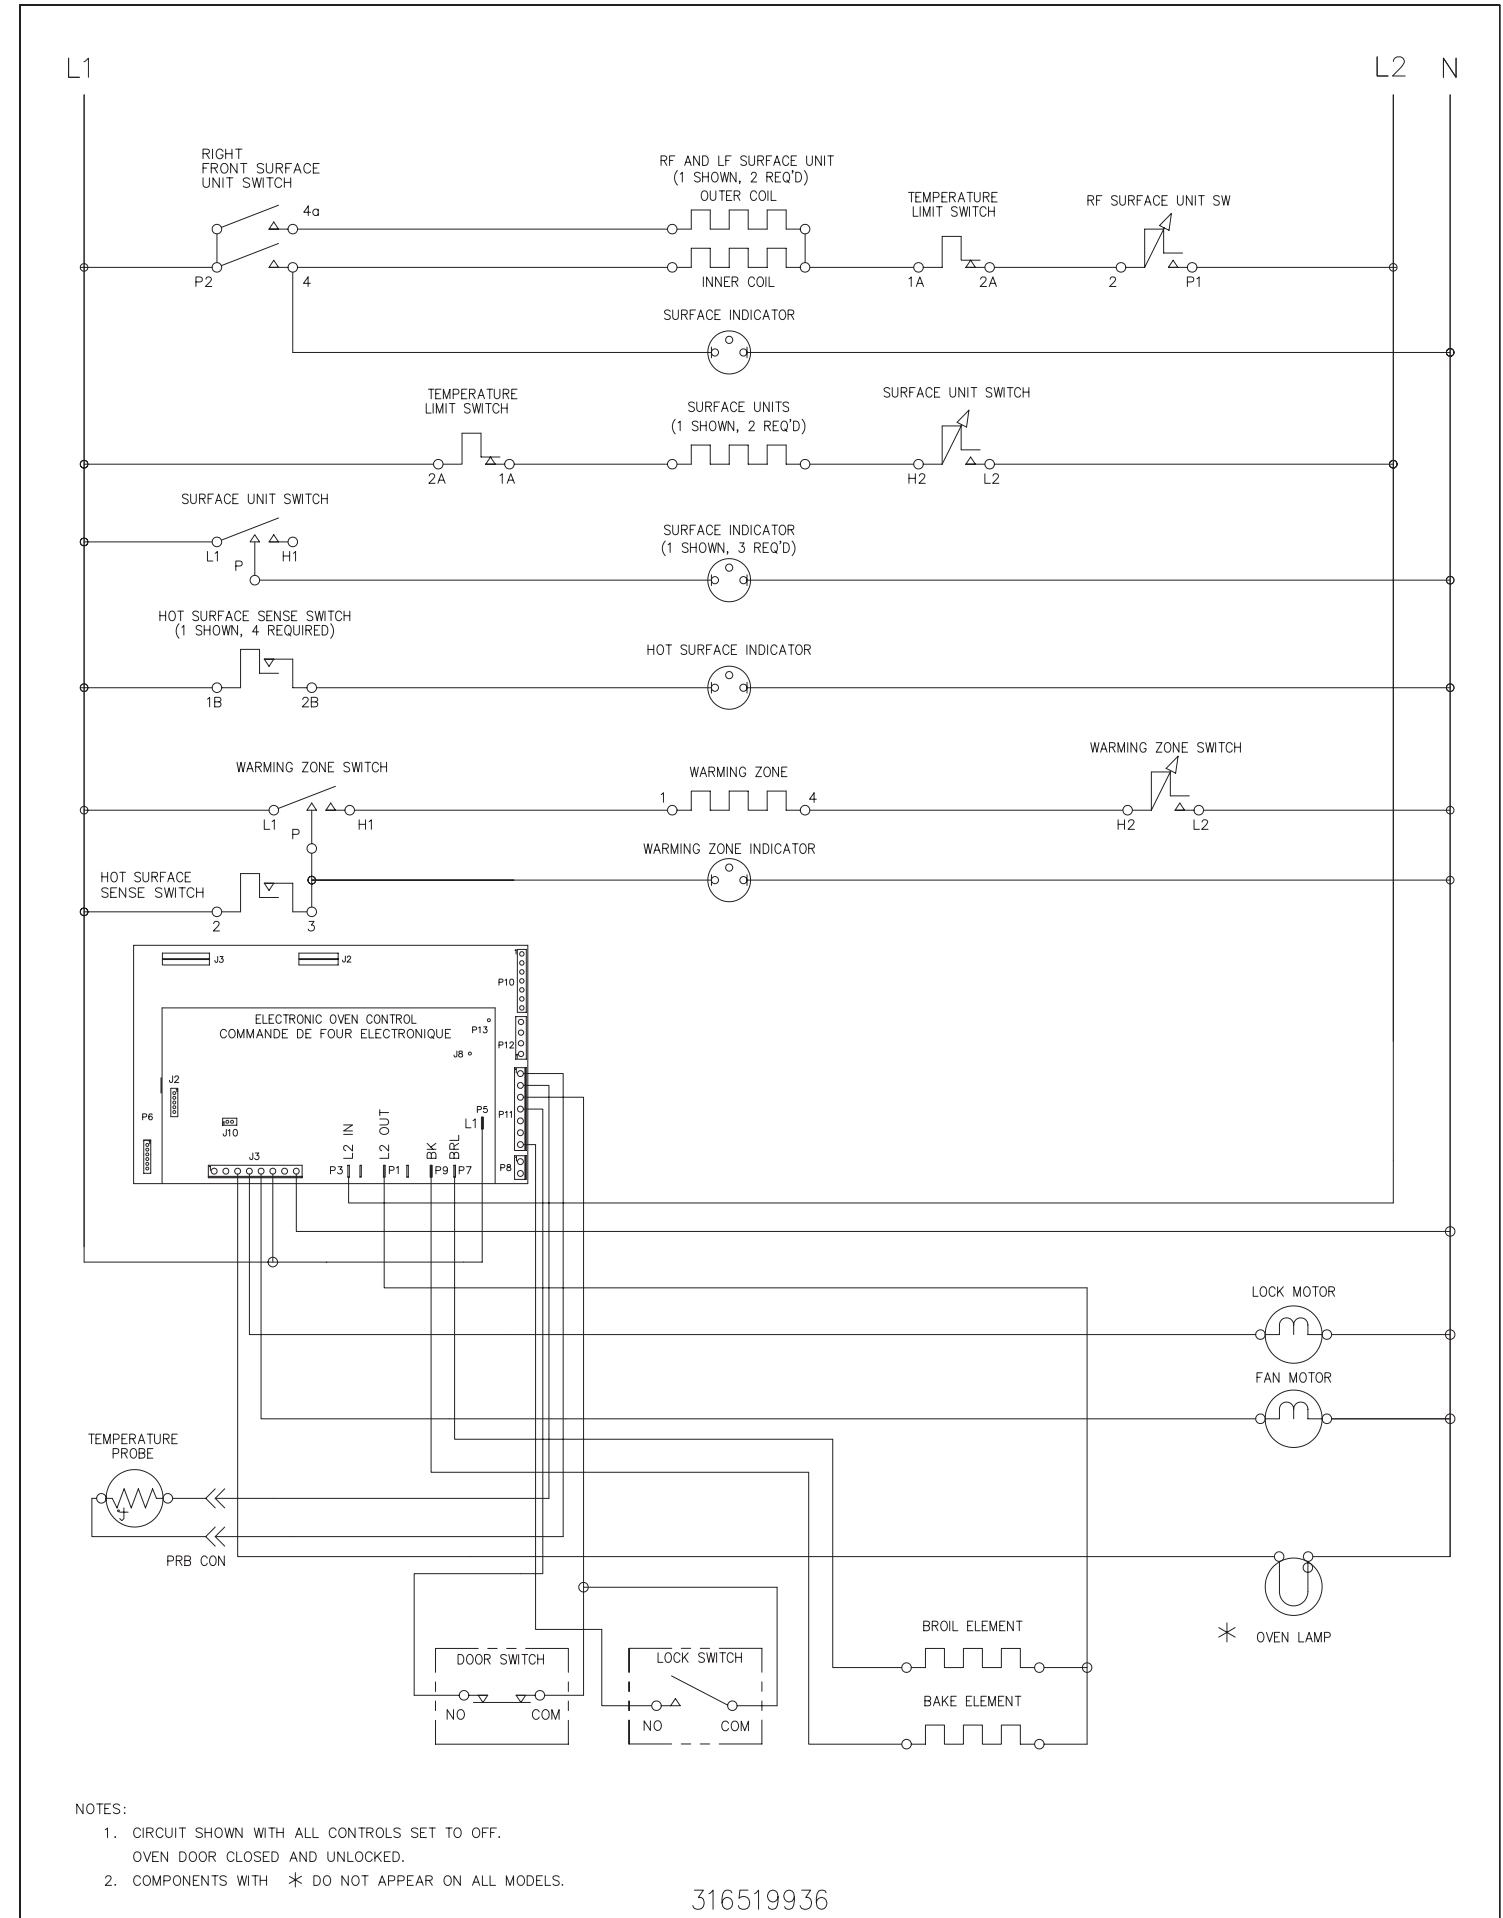 L1
L2 N
RIGHT
FRONT SURFACE
UNIT SWITCH
4a
P2
4
RF AND LF SURFACE UNIT
(1 SHOWN, 2 REQ'D)
OUTER COIL
INNER COIL
TEMPERATURE
LIMIT SWITCH
1A
2A
RF SURFACE UNIT SW
2
P1
SURFACE INDICATOR
TEMPERATURE
LIMIT SWITCH
2A
1A
SURFACE UNITS
(1 SHOWN, 2 REQ'D)
SURFACE UNIT SWITCH
H2
L2
SURFACE UNIT SWITCH
L1
P
H1
SURFACE INDICATOR
(1 SHOWN, 3 REQ'D)
HOT SURFACE SENSE SWITCH
(1 SHOWN, 4 REQUIRED)
1B
2B
HOT SURFACE INDICATOR
WARMING ZONE SWITCH
L1
P
H1
WARMING ZONE
1
4
WARMING ZONE SWITCH
H2
L2
WARMING ZONE INDICATOR
HOT SURFACE
SENSE SWITCH
2
3
J3
J2
P10
1
ELECTRONIC OVEN CONTROL
COMMANDE DE FOUR ELECTRONIQUE
P13
P12
J8
J2
P6
J10
P5
L1
P11
L2 IN
L2 OUT
BK
BRL
J3
P3
P1
P9
P7
P8
LOCK MOTOR
FAN MOTOR
TEMPERATURE
PROBE
PRB CON
OVEN LAMP
BROIL ELEMENT
BAKE ELEMENT
DOOR SWITCH
NO
COM
LOCK SWITCH
NO
COM
NOTES:
1. CIRCUIT SHOWN WITH ALL CONTROLS SET TO OFF.
OVEN DOOR CLOSED AND UNLOCKED.
2. COMPONENTS WITH * DO NOT APPEAR ON ALL MODELS.
316519936